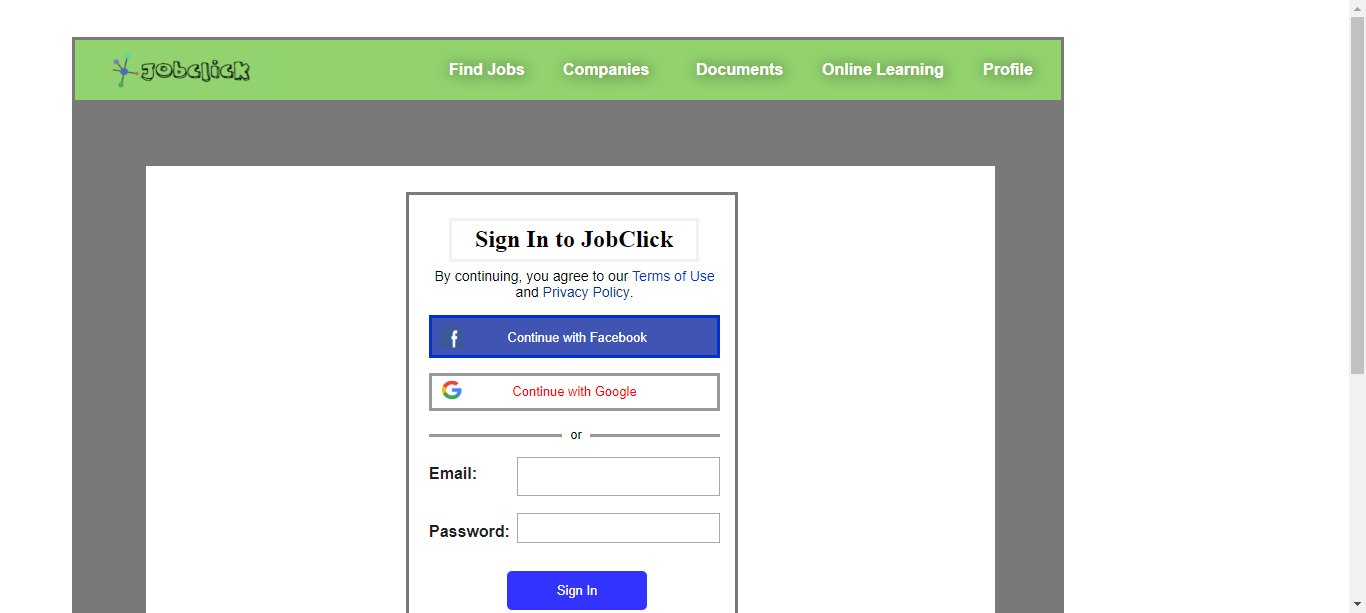 JobClick
Find Jobs Companies Documents Online Learning Profile
Sign In to JobClick
By continuing, you agree to our Terms of Use
and Privacy Policy.
f Continue with Facebook
G Continue with Google
or
Email:
Password:
Sign In